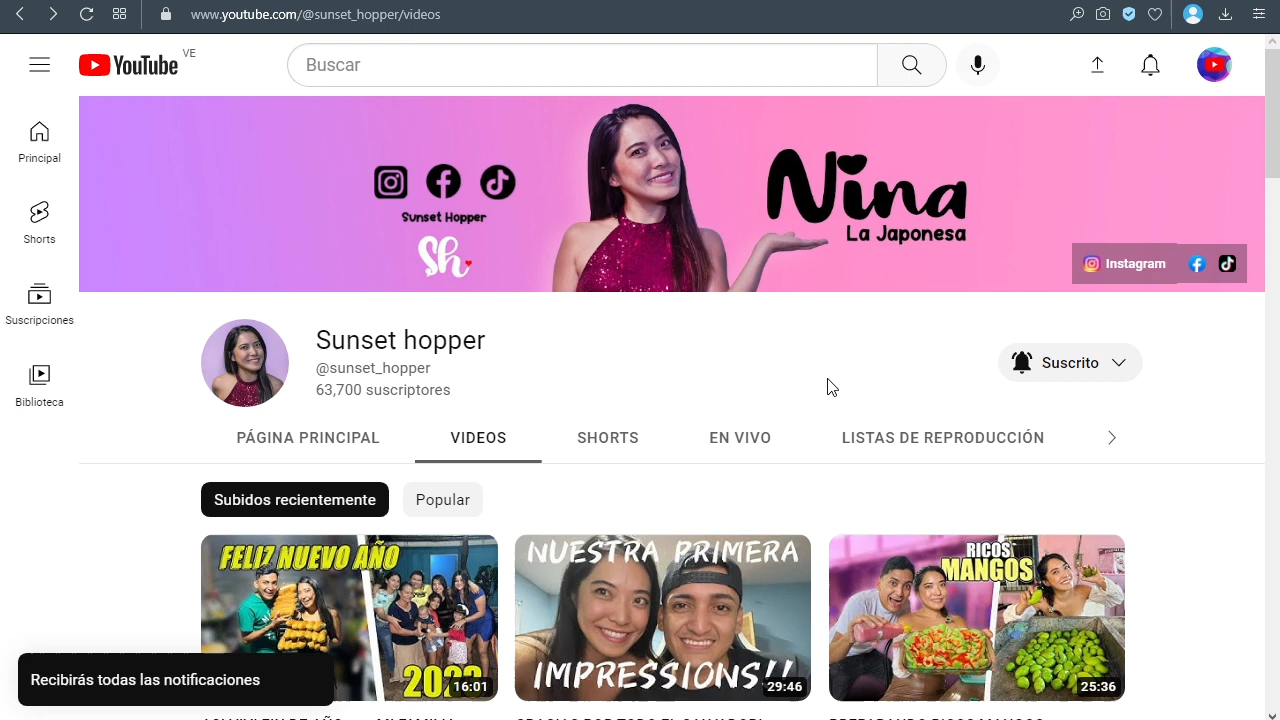 www.youtube.com/@sunset_hopper/videos
YouTube VE
Buscar
Principal
Shorts
Suscripciones
Biblioteca
Sunset Hopper
Sh
Nina
La Japonesa
Instagram
Sunset hopper
@sunset_hopper
63,700 suscriptores
Suscrito
PÁGINA PRINCIPAL VIDEOS SHORTS EN VIVO LISTAS DE REPRODUCCIÓN
Subidos recientemente Popular
FELIZ NUEVO AÑO
16:01
NUESTRA PRIMERA
IMPRESSIONS!!
29:46
RICOS
MANGOS
25:36
Recibirás todas las notificaciones